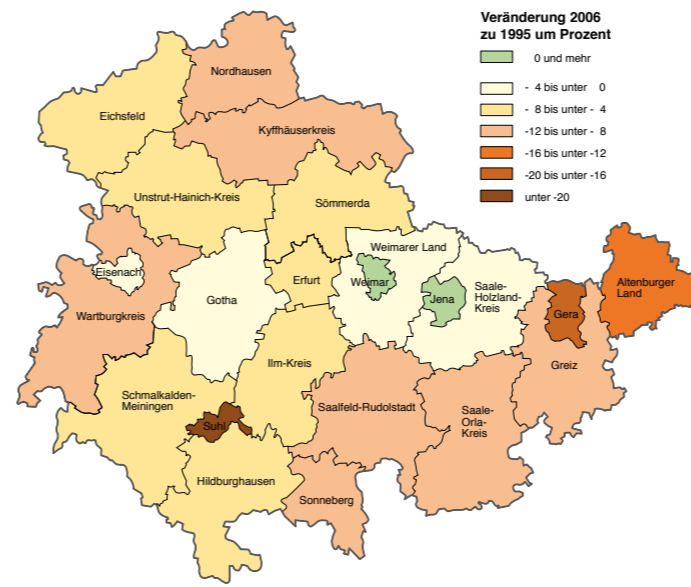 Veränderung 2006
zu 1995 um Prozent
0 und mehr
- 4 bis unter 0
- 8 bis unter - 4
-12 bis unter - 8
-16 bis unter -12
-20 bis unter -16
unter -20
Nordhausen
Eichsfeld
Kyffhäuserkreis
Unstrut-Hainich-Kreis
Sömmerda
Weimarer Land
Eisenach
Erfurt
Weimar
Saale-
Holzland-
Kreis
Altenburger
Land
Gotha
Jena
Wartburgkreis
Gera
Ilm-Kreis
Greiz
Schmalkalden-
Meiningen
Saalfeld-Rudolstadt
Saale-
Orla-
Kreis
Suhl
Hildburghausen
Sonneberg